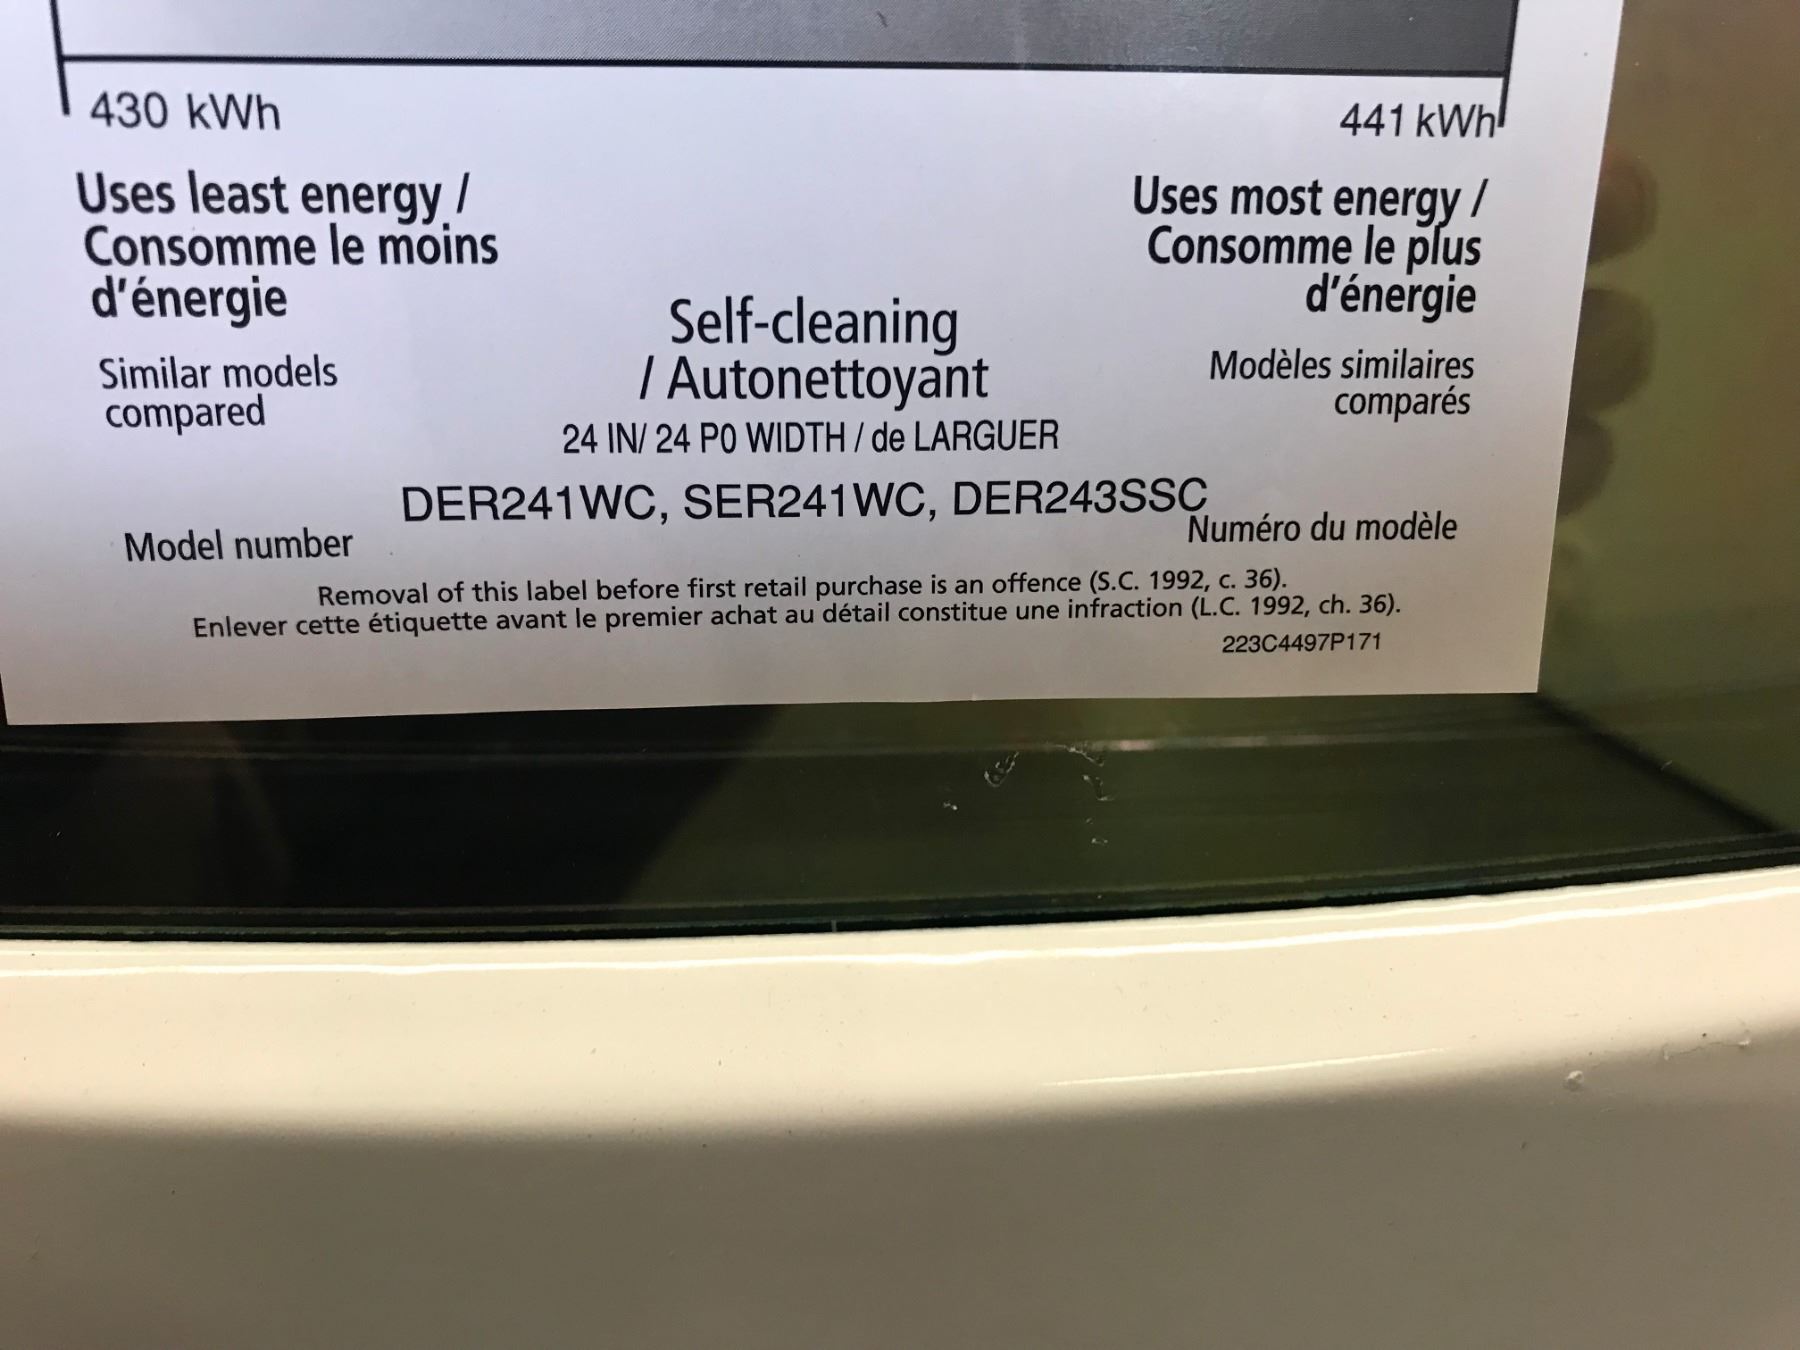 430 kWh
441 kWh
Uses least energy /
Consomme le moins
d'énergie
Uses most energy /
Consomme le plus
d'énergie
Similar models
compared
Self-cleaning
/ Autonettoyant
Modèles similaires
comparés
24 IN/ 24 PO WIDTH / de LARGUER
DER241WC, SER241WC, DER243SSC
Model number
Numéro du modèle
Removal of this label before first retail purchase is an offence (S.C. 1992, c. 36).
Enlever cette étiquette avant le premier achat au détail constitue une infraction (L.C. 1992, ch. 36).
223C4497P171